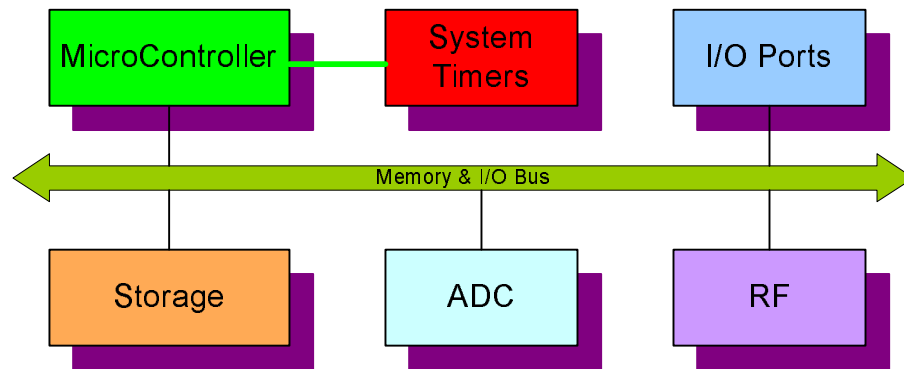 MicroController
System
Timers
I/O Ports
Memory & I/O Bus
Storage
ADC
RF